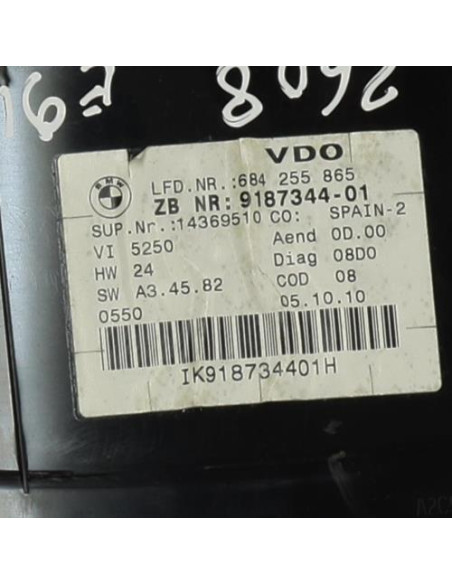 VDO
BMW
LFD.NR.:684 255 865
ZB NR:9187344-01
SUP.Nr.:14369510 CO: SPAIN-2
VI 5250 Aend 0D.00
HW 24 Diag 08D0
SW A3.45.82 COD 08
0550 05.10.10
IK918734401H